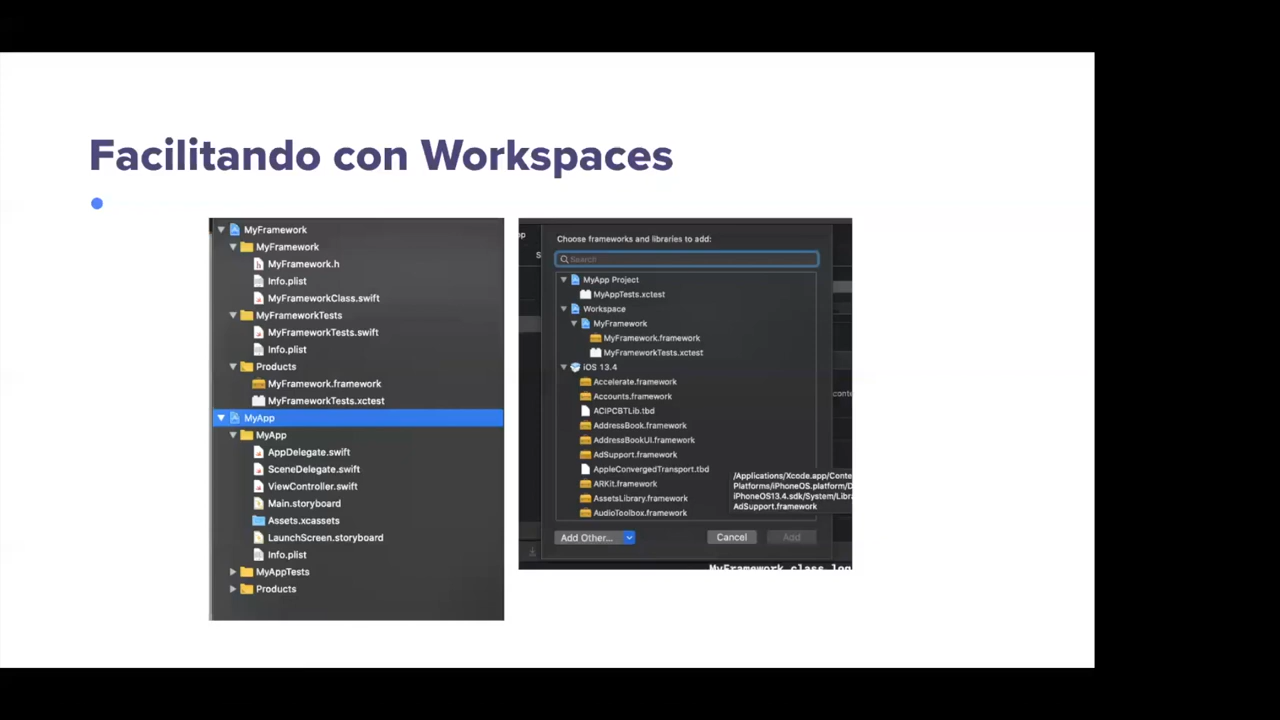 Facilitando con Workspaces
MyFramework
MyFramework
MyFramework.h
Info.plist
MyFrameworkClass.swift
MyFrameworkTests
MyFrameworkTests.swift
Info.plist
Products
MyFramework.framework
MyFrameworkTests.xctest
MyApp
MyApp
AppDelegate.swift
SceneDelegate.swift
ViewController.swift
Main.storyboard
Assets.xcassets
LaunchScreen.storyboard
Info.plist
MyAppTests
Products
Choose frameworks and libraries to add:
Search
MyApp Project
MyAppTests.xctest
Workspace
MyFramework
MyFramework.framework
MyFrameworkTests.xctest
iOS 13.4
Accelerate.framework
Accounts.framework
ACIPCBTLib.tbd
AddressBook.framework
AddressBookUI.framework
AdSupport.framework
AppleConvergedTransport.tbd
ARKit.framework
AssetsLibrary.framework
AudioToolbox.framework
/Applications/Xcode.app/Conte
Platforms/iPhoneOS.platform/D
iPhoneOS13.4.sdk/System/Libra
AdSupport.framework
Add Other...
Cancel
Add
MyFramework class log